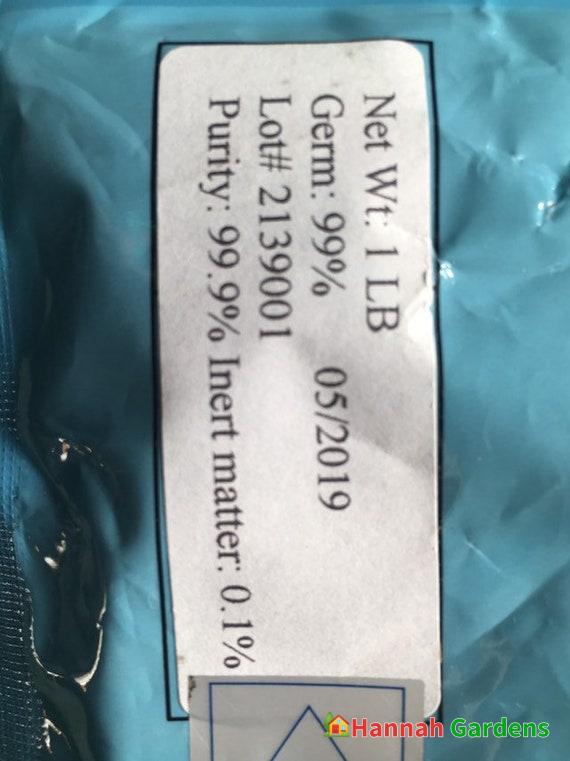 Net Wt: 1 LB
Germ: 99% 05/2019
Lot# 2139001
Purity: 99.9% Inert matter: 0.1%
Hannah Gardens